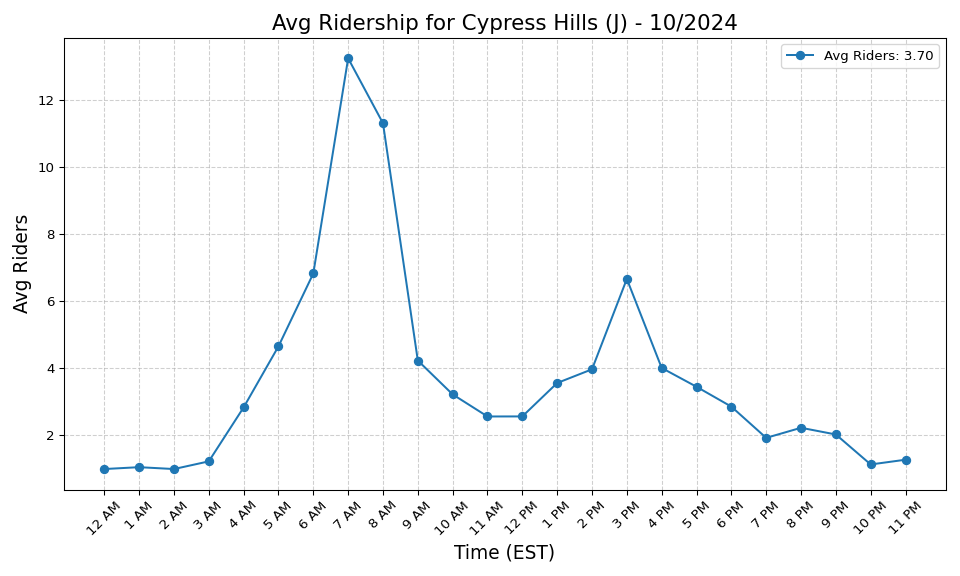 Avg Ridership for Cypress Hills (J) - 10/2024
Avg Riders: 3.70
Avg Riders
12
10
8
6
4
2
12 AM
1 AM
2 AM
3 AM
4 AM
5 AM
6 AM
7 AM
8 AM
9 AM
10 AM
11 AM
12 PM
1 PM
2 PM
3 PM
4 PM
5 PM
6 PM
7 PM
8 PM
9 PM
10 PM
11 PM
Time (EST)